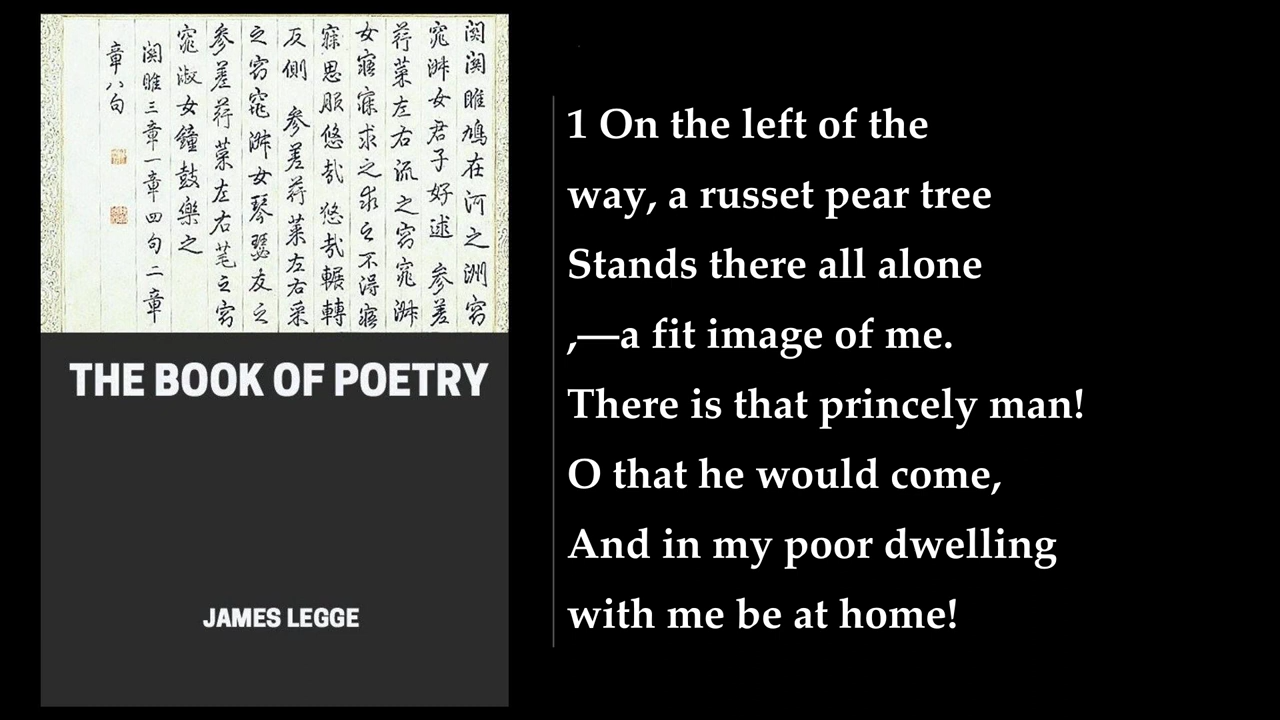 关关雎鳩在河之洲窈
窕淑女君子好逑 参差
荇菜左右流之窈窕淑
女寤寐求之求之不得寤
寐思服悠哉悠哉輾轉
反側 参差荇菜左右采
之窈窕淑女琴瑟友之
参差荇菜左右芼之窈
窕淑女鐘鼓樂之
关雎三章一章四句二章
章八句
THE BOOK OF POETRY
JAMES LEGGE
1 On the left of the
way, a russet pear tree
Stands there all alone
,—a fit image of me.
There is that princely man!
O that he would come,
And in my poor dwelling
with me be at home!